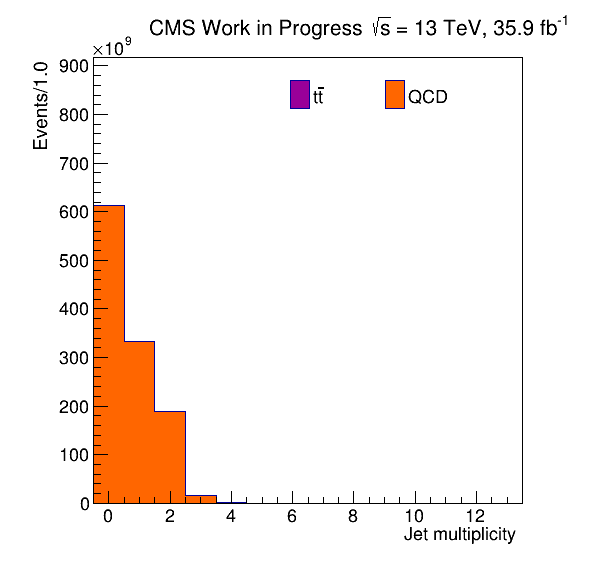 CMS Work in Progress √s = 13 TeV, 35.9 fb⁻¹
×10⁹
Events/1.0
900
800
700
600
500
400
300
200
100
0
tt̅
QCD
0 2 4 6 8 10 12
Jet multiplicity